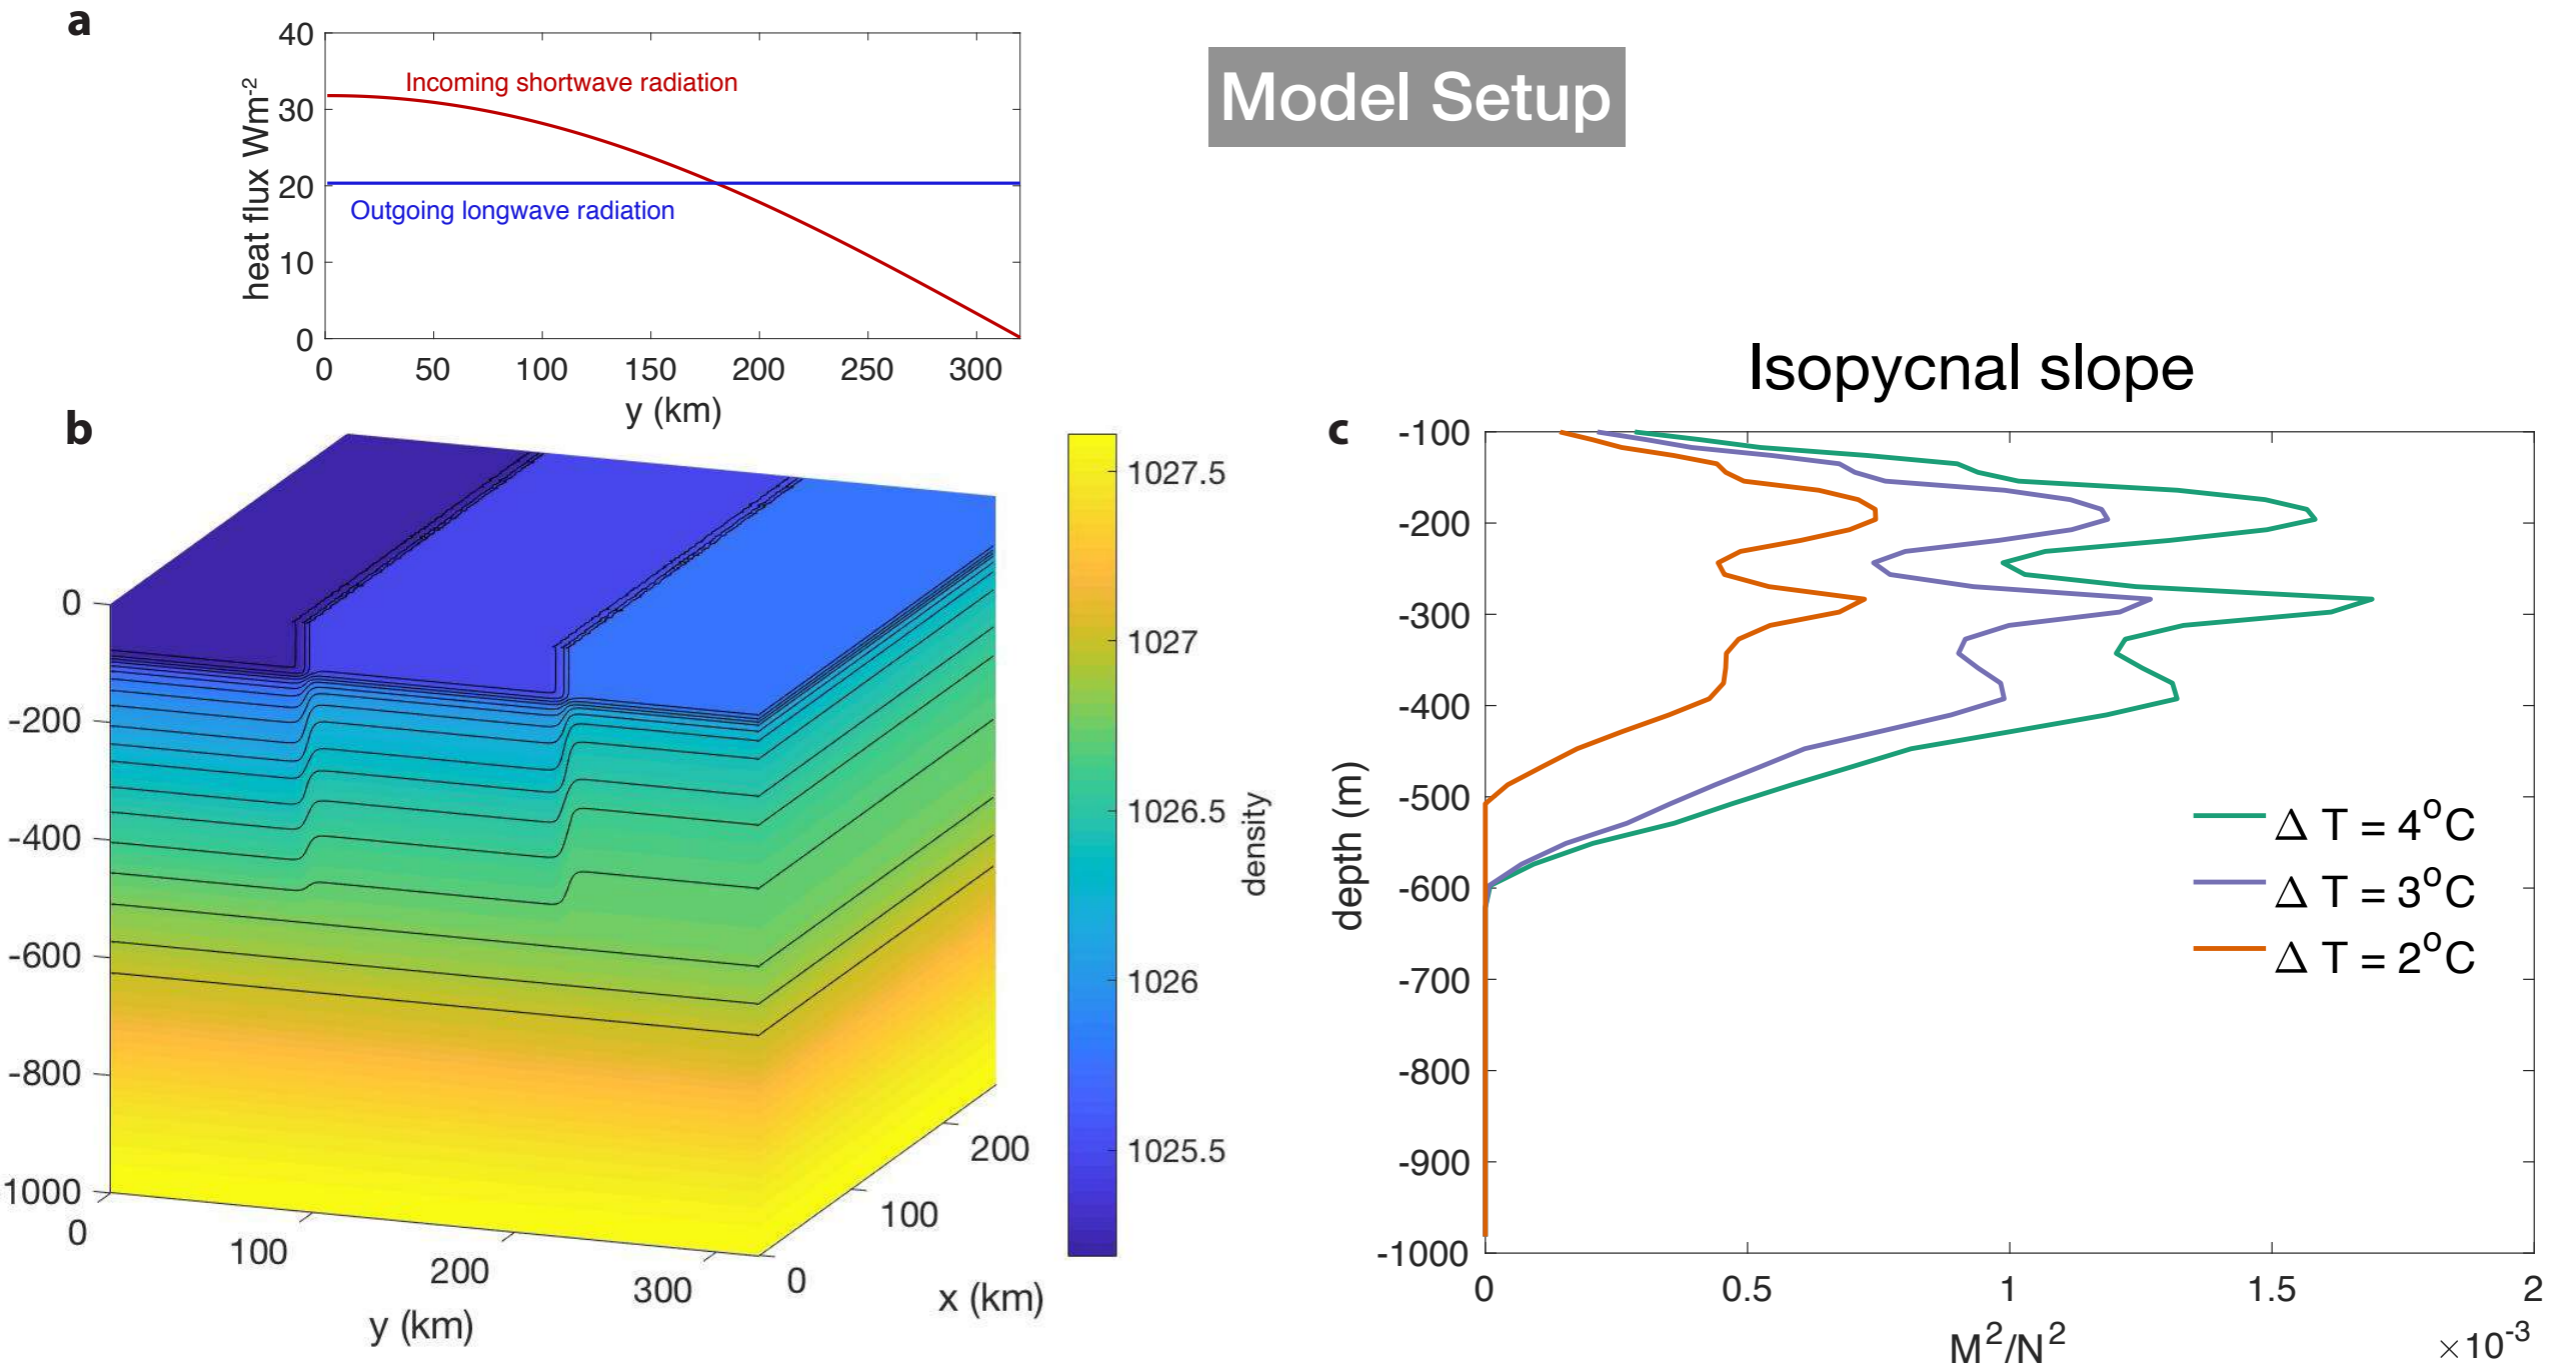 a
Model Setup
40
30
20
10
0
heat flux Wm⁻²
Incoming shortwave radiation
Outgoing longwave radiation
0 50 100 150 200 250 300
y (km)
b
0
-200
-400
-600
-800
1000
0 100 200 300
y (km)
0 100 200
x (km)
1027.5
1027
1026.5
1026
1025.5
density
c
Isopycnal slope
-100
-200
-300
-400
-500
-600
-700
-800
-900
-1000
depth (m)
Δ T = 4°C
Δ T = 3°C
Δ T = 2°C
0 0.5 1 1.5 2
M²/N²
×10⁻³